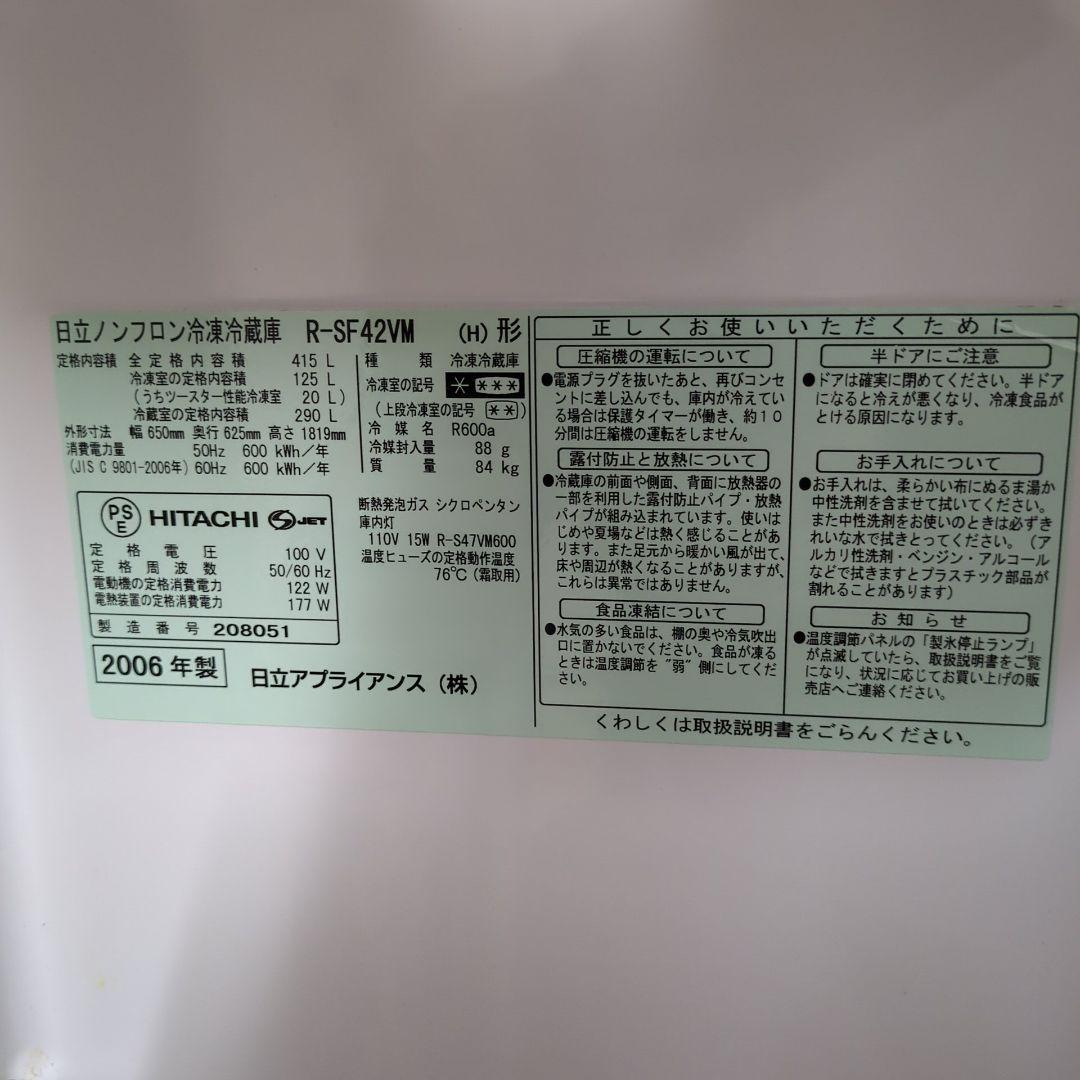 日立ノンフロン冷凍冷蔵庫 R-SF42VM (H) 形
定格内容積 全定格内容積 415 L
冷凍室の定格内容積 125 L
(うちツースター性能冷凍室 20 L)
冷蔵室の定格内容積 290 L
外形寸法 幅 650mm 奥行 625mm 高さ 1819mm
消費電力量 50Hz 600 kWh/年
(JIS C 9801-2006年) 60Hz 600 kWh/年
種類 冷凍冷蔵庫
冷凍室の記号 * ***
(上段冷凍室の記号 **)
冷媒名 R600a
冷媒封入量 88 g
質量 84 kg
PSE HITACHI S-JET
定格電圧 100 V
定格周波数 50/60 Hz
電動機の定格消費電力 122 W
電熱装置の定格消費電力 177 W
製造番号 208051
断熱発泡ガス シクロペンタン
庫内灯
110V 15W R-S47VM600
温度ヒューズの定格動作温度
76℃ (霜取用)
2006 年製 日立アプライアンス (株)
正しくお使いいただくために
圧縮機の運転について
●電源プラグを抜いたあと、再びコンセ
ントに差し込んでも、庫内が冷えてい
る場合は保護タイマーが働き、約10
分間は圧縮機の運転をしません。
露付防止と放熱について
●冷蔵庫の前面や側面、背面に放熱器の
一部を利用した露付防止パイプ・放熱
パイプが組み込まれています。使いは
じめや夏場などは熱く感じることがあ
ります。また足元から暖かい風が出て、
床や周辺が熱くなることがありますが、
これらは異常ではありません。
食品凍結について
●水気の多い食品は、棚の奥や冷気吹出
口に置かないでください。食品が凍る
ときは温度調節を "弱" 側にしてくだ
さい。
半ドアにご注意
●ドアは確実に閉めてください。半ドア
になると冷えが悪くなり、冷凍食品が
とける原因になります。
お手入れについて
●お手入れは、柔らかい布にぬるま湯か
中性洗剤を含ませて拭いてください。
また中性洗剤をお使いのときは必ずき
れいな水で拭きとってください。(ア
ルカリ性洗剤・ベンジン・アルコール
などで拭きますとプラスチック部品が
割れることがあります)
お知らせ
●温度調節パネルの「製氷停止ランプ」
が点滅していたら、取扱説明書をご覧
になり、状況に応じてお買い上げの販
売店へご連絡ください。
くわしくは取扱説明書をごらんください。